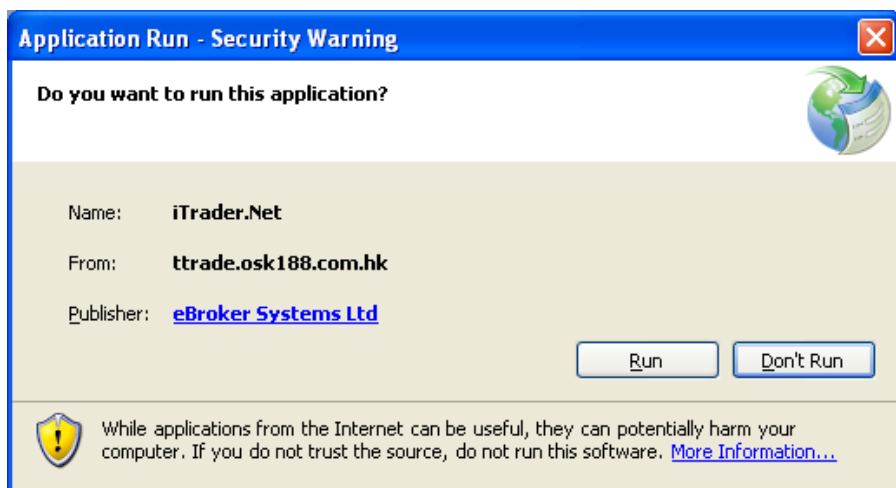 Application Run - Security Warning
Do you want to run this application?
Name: iTrader.Net
From: ttrade.osk188.com.hk
Publisher: eBroker Systems Ltd
Run Don't Run
While applications from the Internet can be useful, they can potentially harm your
computer. If you do not trust the source, do not run this software. More Information...